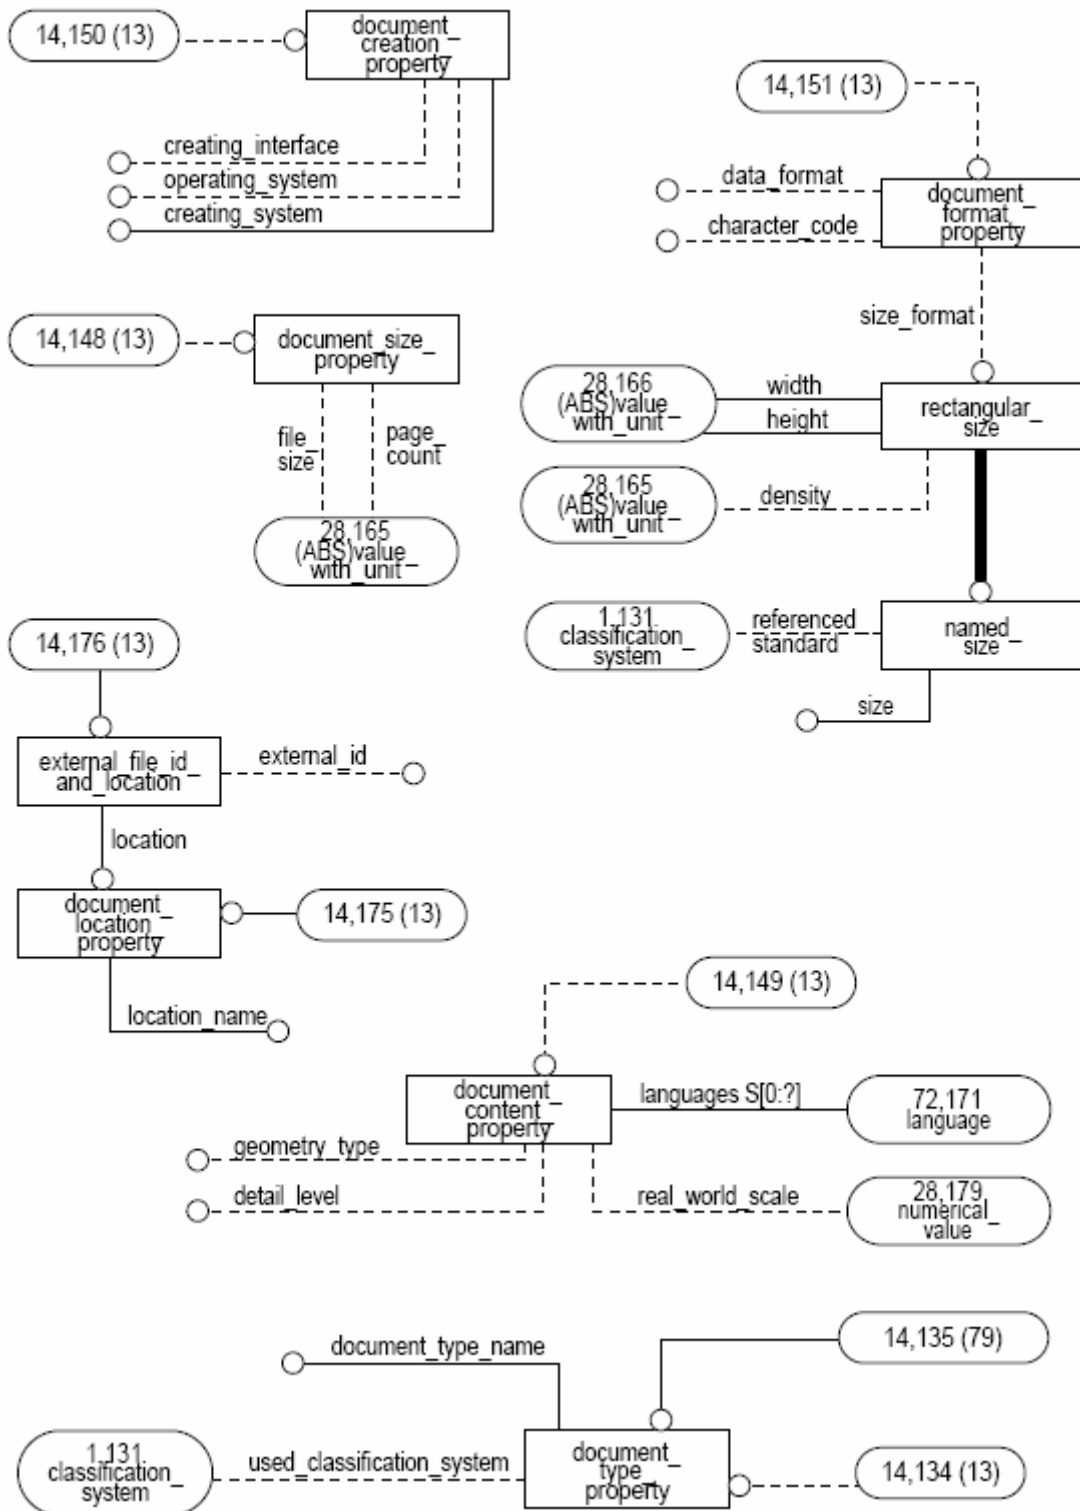 14,150 (13)
document_
creation_
property
creating_interface
operating_system
creating_system
14,151 (13)
data_format
character_code
document_
format_
property
size_format
14,148 (13)
document_size_
property
file_
size
page_
count
28,165
(ABS)value_
with_unit
28,166
(ABS)value_
with_unit
width
height
rectangular_
size
28,165
(ABS)value_
with_unit
density
1,131
classification_
system
referenced
standard
named_
size
size
14,176 (13)
external_file_id_
and_location
external_id
location
document_
location_
property
14,175 (13)
location_name
14,149 (13)
document_
content_
property
languages S[0:?]
72,171
language
geometry_type
detail_level
real_world_scale
28,179
numerical_
value
document_type_name
14,135 (79)
1,131
classification_
system
used_classification_system
document_
type_
property
14,134 (13)